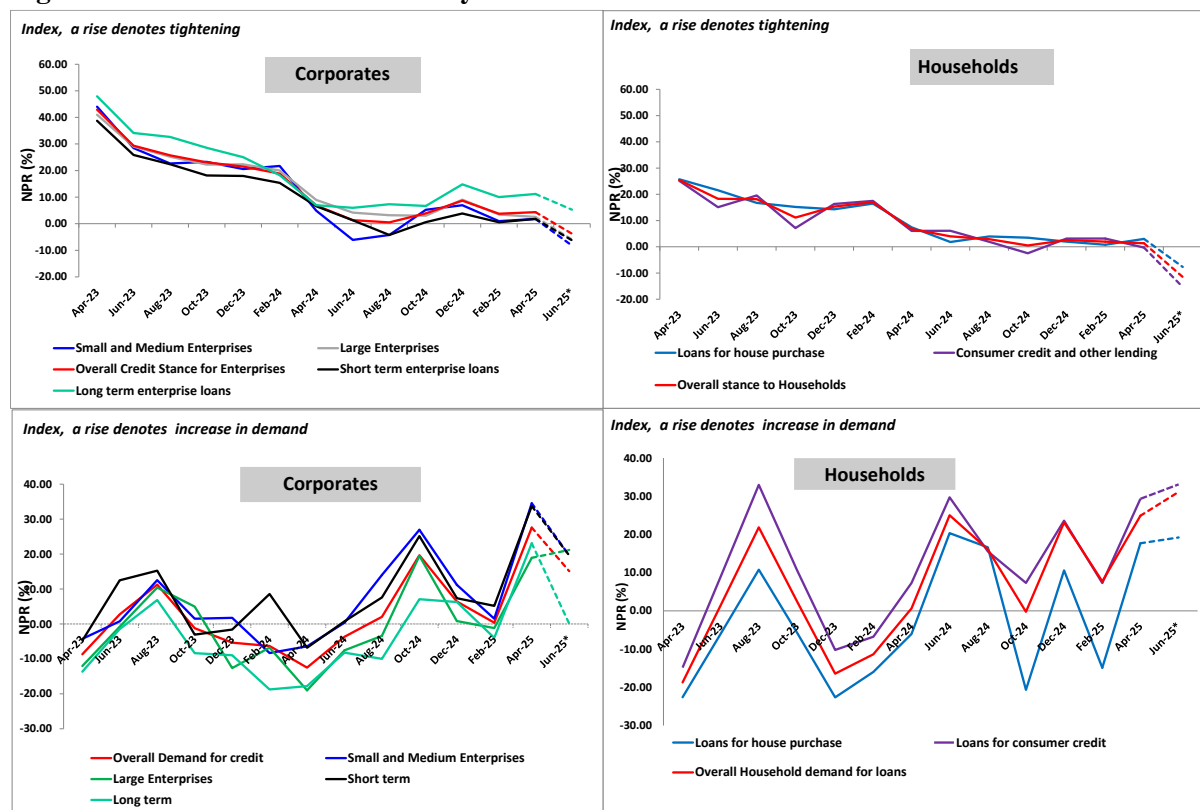 Index, a rise denotes tightening
Corporates
NPR (%)
60.00
50.00
40.00
30.00
20.00
10.00
0.00
-10.00
-20.00
Apr-23
Jun-23
Aug-23
Oct-23
Dec-23
Feb-24
Apr-24
Jun-24
Aug-24
Oct-24
Dec-24
Feb-25
Apr-25
Jun-25*
Small and Medium Enterprises
Large Enterprises
Overall Credit Stance for Enterprises
Short term enterprise loans
Long term enterprise loans
Index, a rise denotes tightening
Households
NPR (%)
60.00
50.00
40.00
30.00
20.00
10.00
0.00
-10.00
-20.00
Apr-23
Jun-23
Aug-23
Oct-23
Dec-23
Feb-24
Apr-24
Jun-24
Aug-24
Oct-24
Dec-24
Feb-25
Apr-25
Jun-25*
Loans for house purchase
Consumer credit and other lending
Overall stance to Households
Index, a rise denotes increase in demand
Corporates
NPR (%)
40.00
30.00
20.00
10.00
0.00
-10.00
-20.00
-30.00
Apr-23
Jun-23
Aug-23
Oct-23
Dec-23
Feb-24
Apr-24
Jun-24
Aug-24
Oct-24
Dec-24
Feb-25
Apr-25
Jun-25*
Overall Demand for credit
Small and Medium Enterprises
Large Enterprises
Short term
Long term
Index, a rise denotes increase in demand
Households
NPR (%)
40.00
30.00
20.00
10.00
0.00
-10.00
-20.00
-30.00
Apr-23
Jun-23
Aug-23
Oct-23
Dec-23
Feb-24
Apr-24
Jun-24
Aug-24
Oct-24
Dec-24
Feb-25
Apr-25
Jun-25*
Loans for house purchase
Loans for consumer credit
Overall Household demand for loans